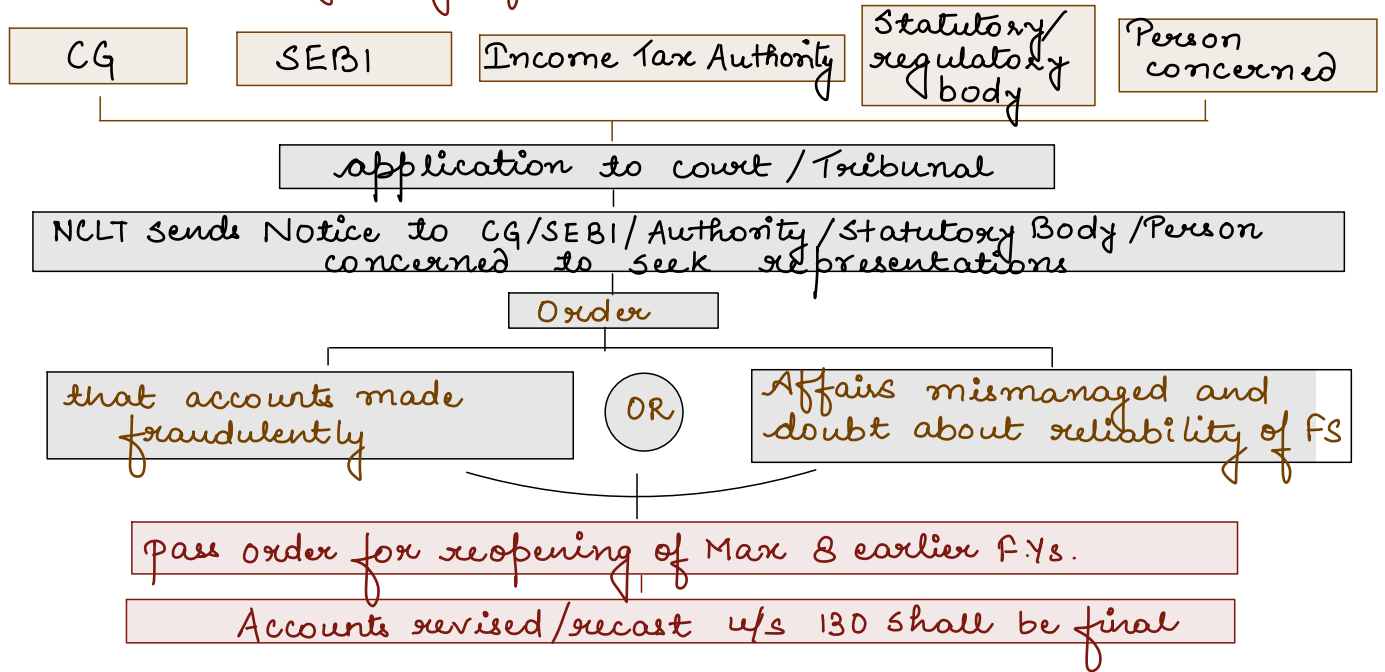 CG
SEBI
Income Tax Authority
Statutory/
regulatory
body
Person
concerned
application to court / Tribunal
NCLT sends Notice to CG/SEBI/Authority/Statutory Body/Person
concerned to seek representations
Order
that accounts made
fraudulently
OR
Affairs mismanaged and
doubt about reliability of FS
pass order for reopening of Max 8 earlier F.Ys.
Accounts revised/recast u/s 130 shall be final